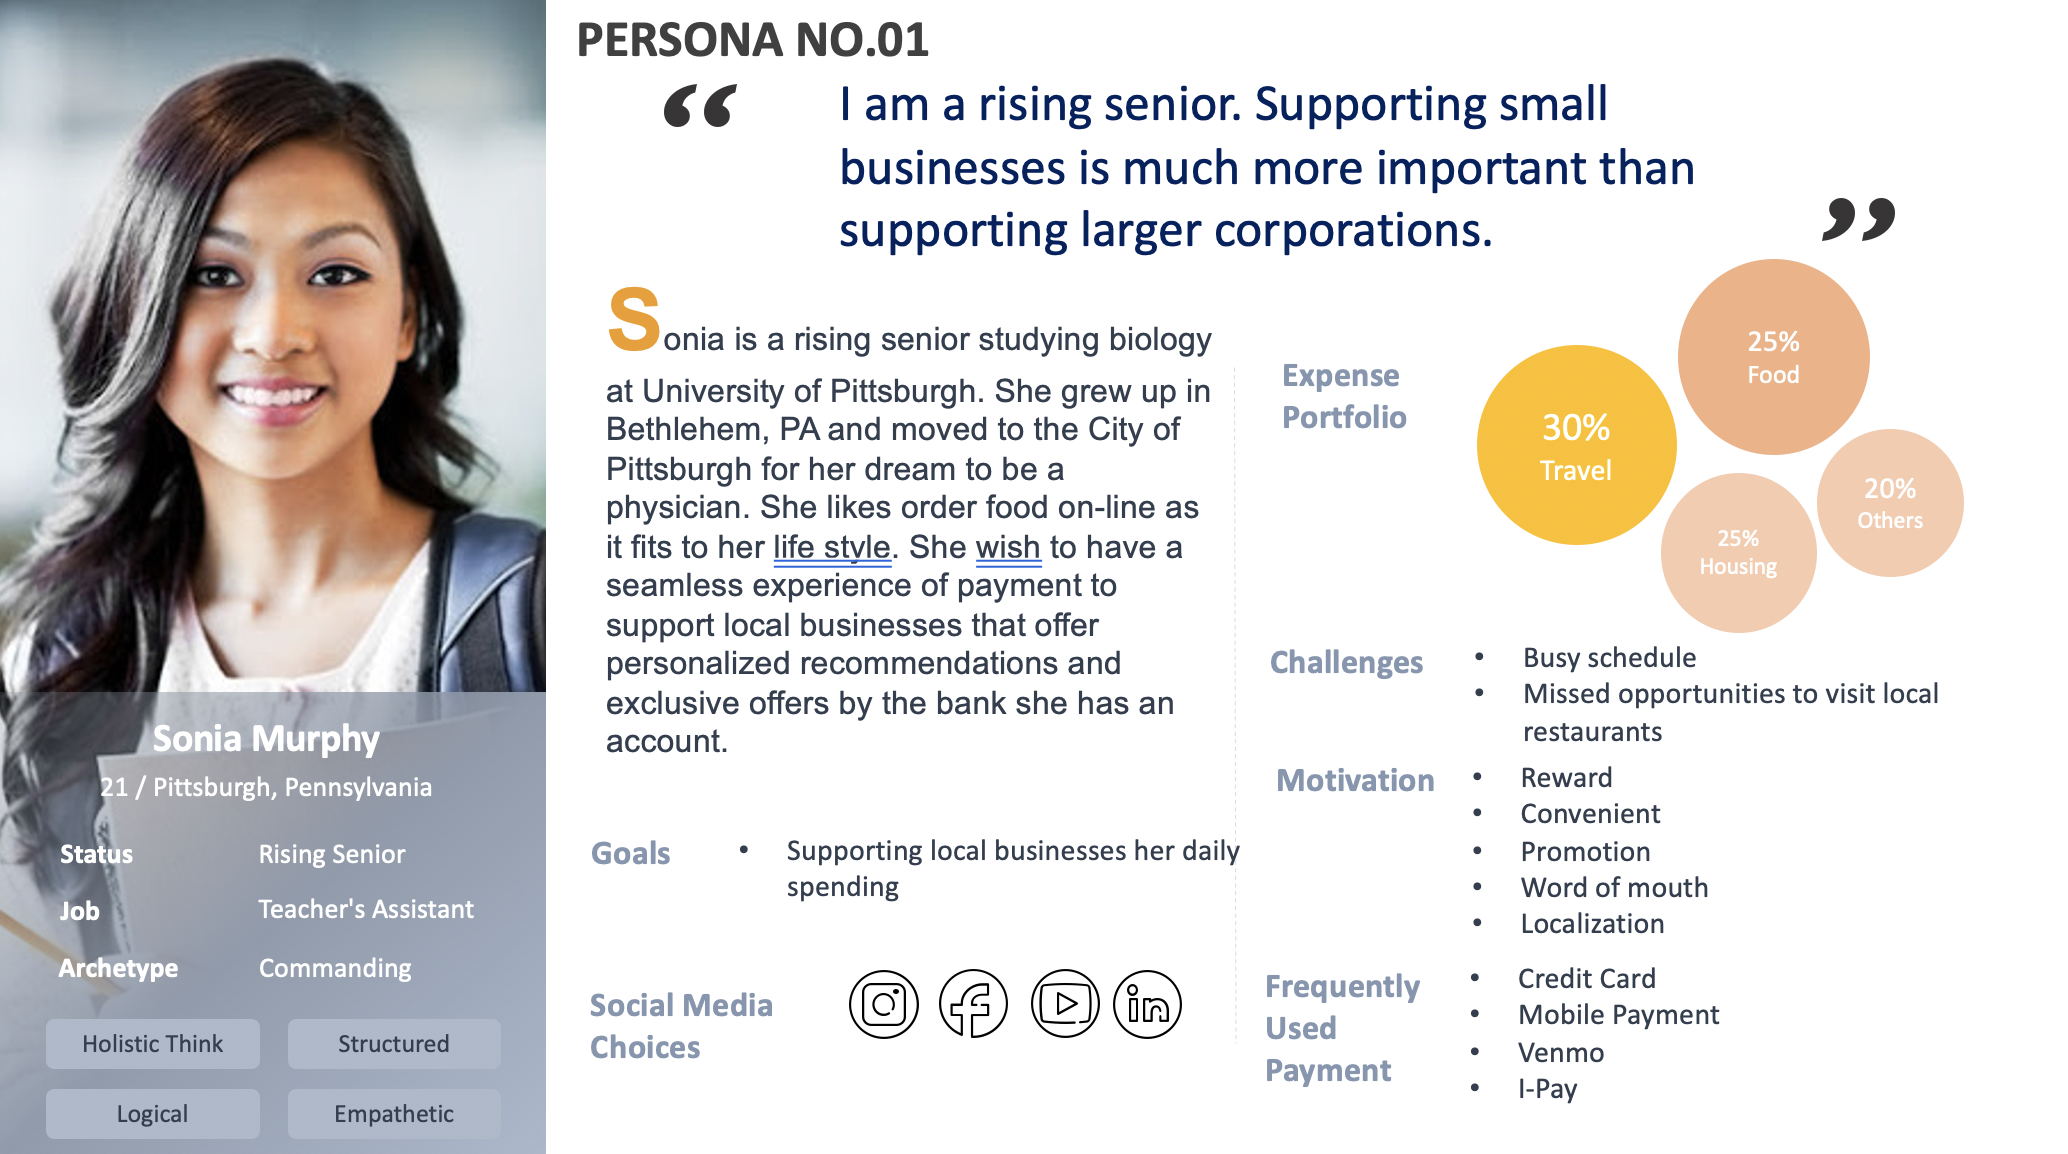 PERSONA NO.01
“
I am a rising senior. Supporting small
businesses is much more important than
supporting larger corporations.
”
Sonia is a rising senior studying biology
at University of Pittsburgh. She grew up in
Bethlehem, PA and moved to the City of
Pittsburgh for her dream to be a
physician. She likes order food on-line as
it fits to her life style. She wish to have a
seamless experience of payment to
support local businesses that offer
personalized recommendations and
exclusive offers by the bank she has an
account.
Goals
• Supporting local businesses her daily
spending
Social Media
Choices
in
Expense
Portfolio
30%
Travel
25%
Food
25%
Housing
20%
Others
Challenges
• Busy schedule
• Missed opportunities to visit local
restaurants
Motivation
• Reward
• Convenient
• Promotion
• Word of mouth
• Localization
Frequently
Used
Payment
• Credit Card
• Mobile Payment
• Venmo
• I-Pay
Sonia Murphy
21 / Pittsburgh, Pennsylvania
Status Rising Senior
Job Teacher's Assistant
Archetype Commanding
Holistic Think Structured
Logical Empathetic